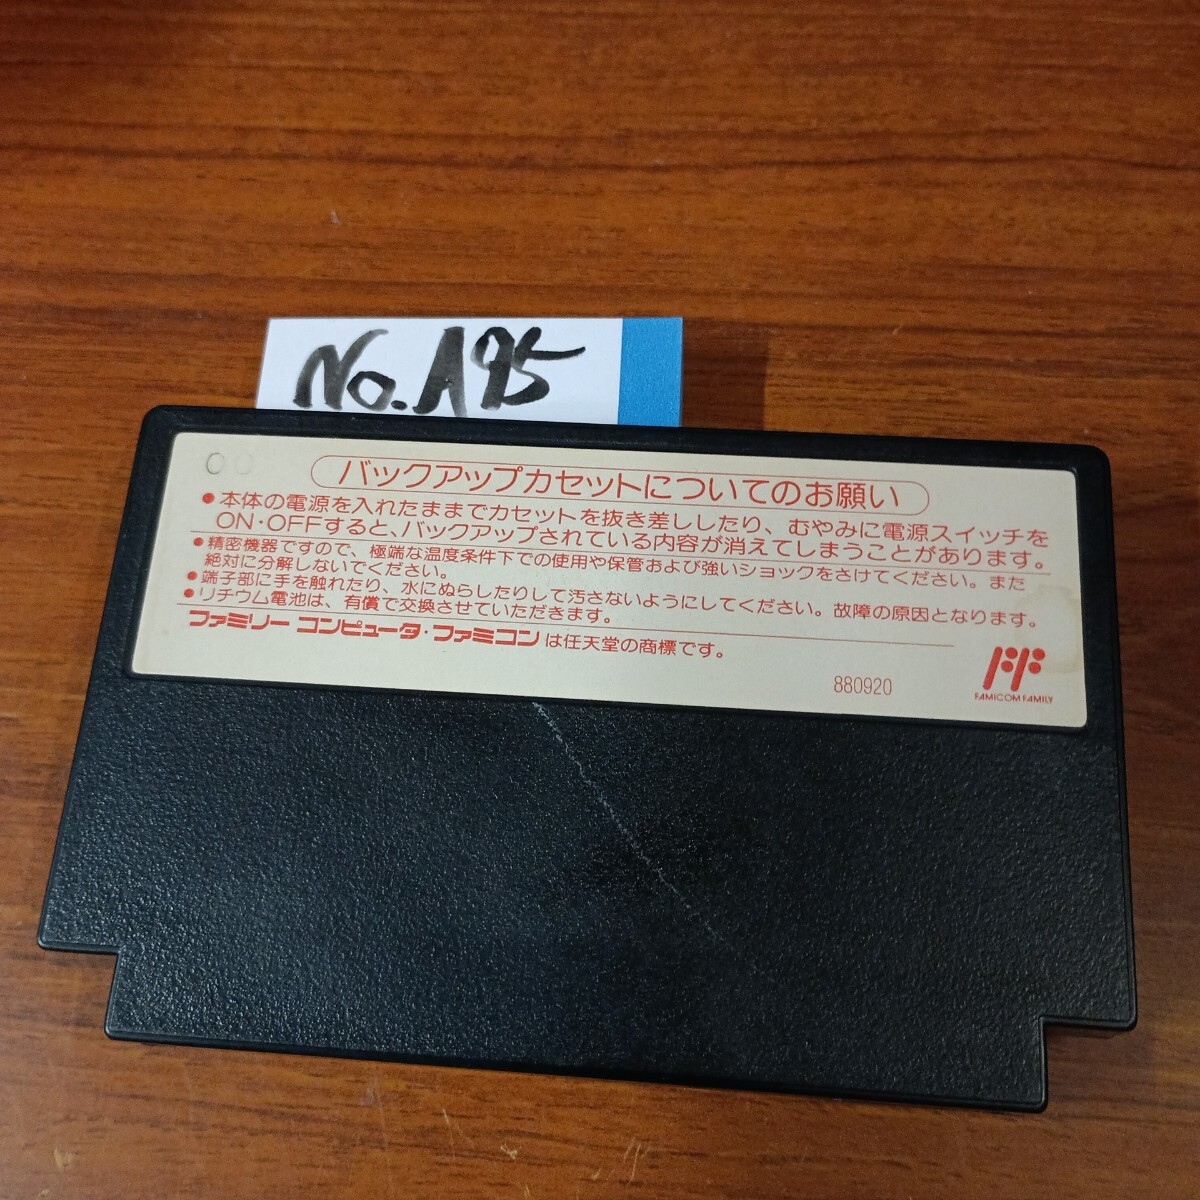 No.A95
バックアップカセットについてのお願い
●本体の電源を入れたままでカセットを抜き差ししたり、むやみに電源スイッチを
ON・OFFすると、バックアップされている内容が消えてしまうことがあります。
●精密機器ですので、極端な温度条件下での使用や保管および強いショックをさけてください。また
絶対に分解しないでください。
●端子部に手を触れたり、水にぬらしたりして汚さないようにしてください。故障の原因となります。
●リチウム電池は、有償で交換させていただきます。
ファミリー コンピュータ・ファミコンは任天堂の商標です。
880920
FF
FAMICOM FAMILY